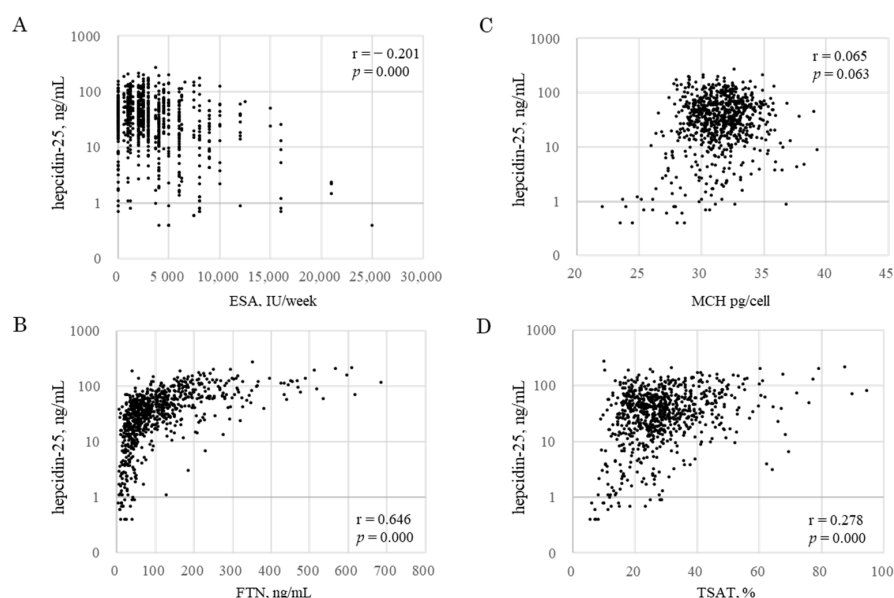 A
1000
100
10
1
0
hepcidin-25, ng/mL
r = − 0.201
p = 0.000
0
5 000
10,000
15,000
20,000
25,000
30,000
ESA, IU/week
C
1000
100
10
1
0
hepcidin-25, ng/mL
r = 0.065
p = 0.063
20
25
30
35
40
45
MCH pg/cell
B
1000
100
10
1
0
hepcidin-25, ng/mL
r = 0.646
p = 0.000
0
100
200
300
400
500
600
700
800
FTN, ng/mL
D
1000
100
10
1
0
hepcidin-25, ng/mL
r = 0.278
p = 0.000
0
20
40
60
80
100
TSAT, %